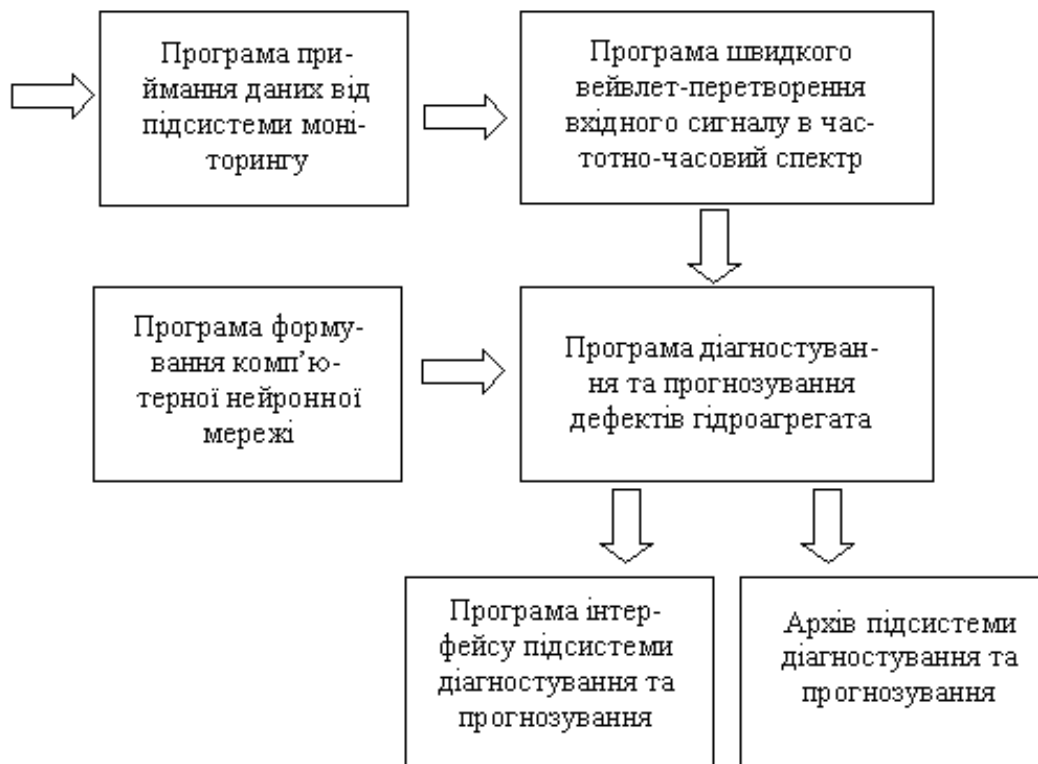 Програма при-
ймання даних від
підсистеми моні-
торингу
Програма швидкого
вейвлет-перетворення
вхідного сигналу в час-
тотно-часовий спектр
Програма форму-
вання комп’ю-
терної нейронної
мережі
Програма діагностуван-
ня та прогнозування
дефектів гідроагрегата
Програма інтер-
фейсу підсистеми
діагностування та
прогнозування
Архів підсистеми
діагностування та
прогнозування